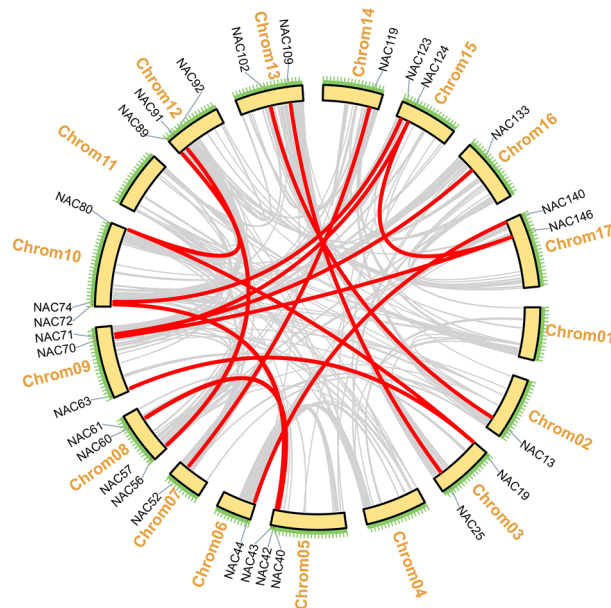 Chrom14
NAC119
NAC109
Chrom13
NAC102
NAC123
NAC124
Chrom15
NAC92
Chrom12
NAC91
NAC89
NAC133
Chrom16
Chrom11
NAC140
NAC80
NAC146
Chrom17
Chrom10
NAC74
NAC72
NAC71
NAC70
Chrom01
Chrom09
NAC63
Chrom02
NAC13
NAC61
NAC60
Chrom08
NAC57
NAC56
NAC19
Chrom03
NAC25
NAC52
Chrom07
Chrom06
NAC44
NAC43
NAC42
NAC40
Chrom05
Chrom04